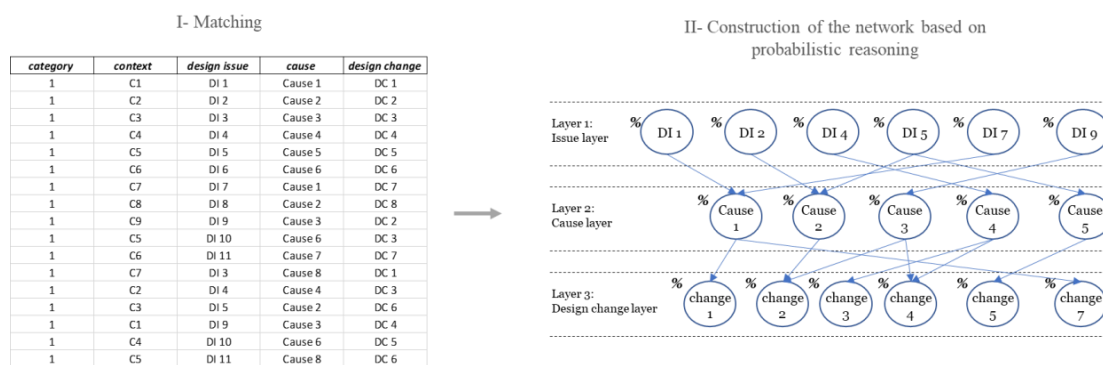 I- Matching
category context design issue cause design change
1 C1 DI 1 Cause 1 DC 1
1 C2 DI 2 Cause 2 DC 2
1 C3 DI 3 Cause 3 DC 3
1 C4 DI 4 Cause 4 DC 4
1 C5 DI 5 Cause 5 DC 5
1 C6 DI 6 Cause 6 DC 6
1 C7 DI 7 Cause 1 DC 7
1 C8 DI 8 Cause 2 DC 8
1 C9 DI 9 Cause 3 DC 2
1 C5 DI 10 Cause 6 DC 3
1 C6 DI 11 Cause 7 DC 7
1 C7 DI 3 Cause 8 DC 1
1 C2 DI 4 Cause 4 DC 3
1 C3 DI 5 Cause 2 DC 6
1 C1 DI 9 Cause 3 DC 4
1 C4 DI 10 Cause 6 DC 5
1 C5 DI 11 Cause 8 DC 6
II- Construction of the network based on
probabilistic reasoning
Layer 1:
Issue layer
% DI 1 % DI 2 % DI 4 % DI 5 % DI 7 % DI 9
Layer 2:
Cause layer
% % % % %
Cause Cause Cause Cause Cause
1 2 3 4 5
Layer 3:
Design change layer
% % % % % %
change change change change change change
1 2 3 4 5 7